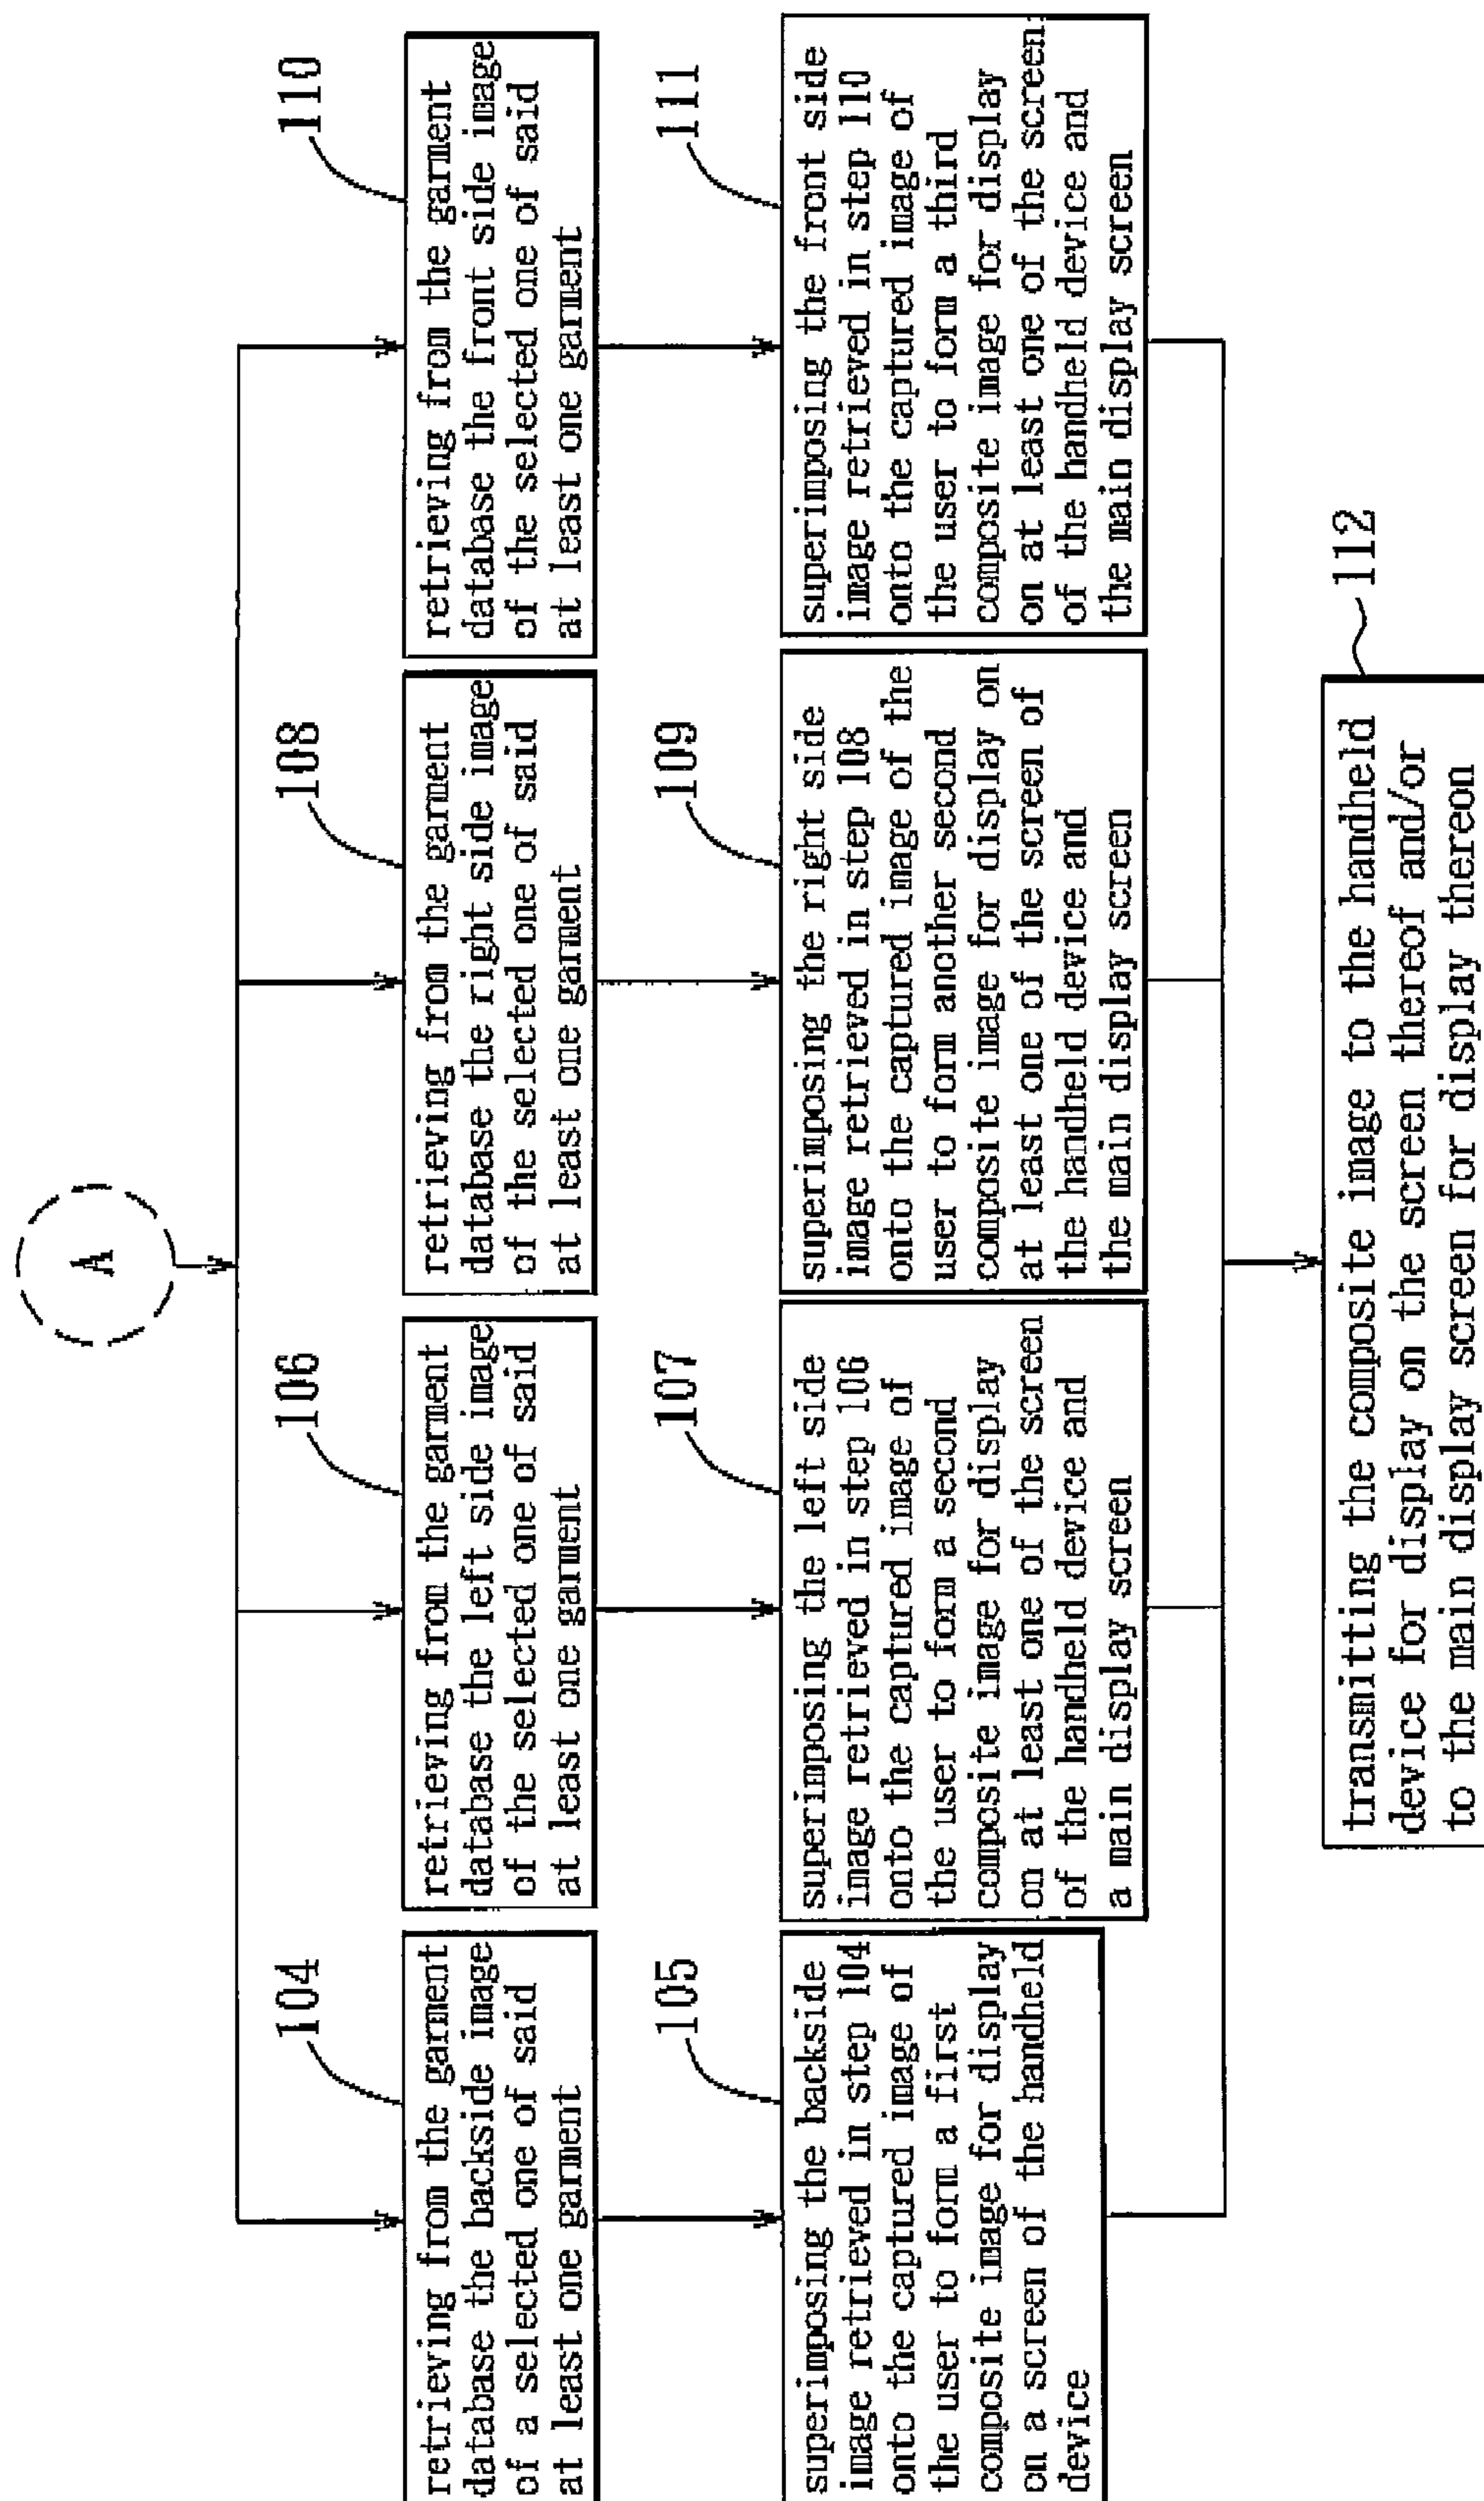 A
104
retrieving from the garment
database the backside image
of a selected one of said
at least one garment
106
retrieving from the garment
database the left side image
of the selected one of said
at least one garment
108
retrieving from the garment
database the right side image
of the selected one of said
at least one garment
110
retrieving from the garment
database the front side image
of the selected one of said
at least one garment
105
superimposing the backside
image retrieved in step 104
onto the captured image of
the user to form a first
composite image for display
on a screen of the handheld
device
107
superimposing the left side
image retrieved in step 106
onto the captured image of
the user to form a second
composite image for display
on at least one of the screen
of the handheld device and
a main display screen
109
superimposing the right side
image retrieved in step 108
onto the captured image of the
user to form another second
composite image for display on
at least one of the screen of
the handheld device and
the main display screen
111
superimposing the front side
image retrieved in step 110
onto the captured image of
the user to form a third
composite image for display
on at least one of the screen
of the handheld device and
the main display screen
112
transmitting the composite image to the handheld
device for display on the screen thereof and/or
to the main display screen for display thereon